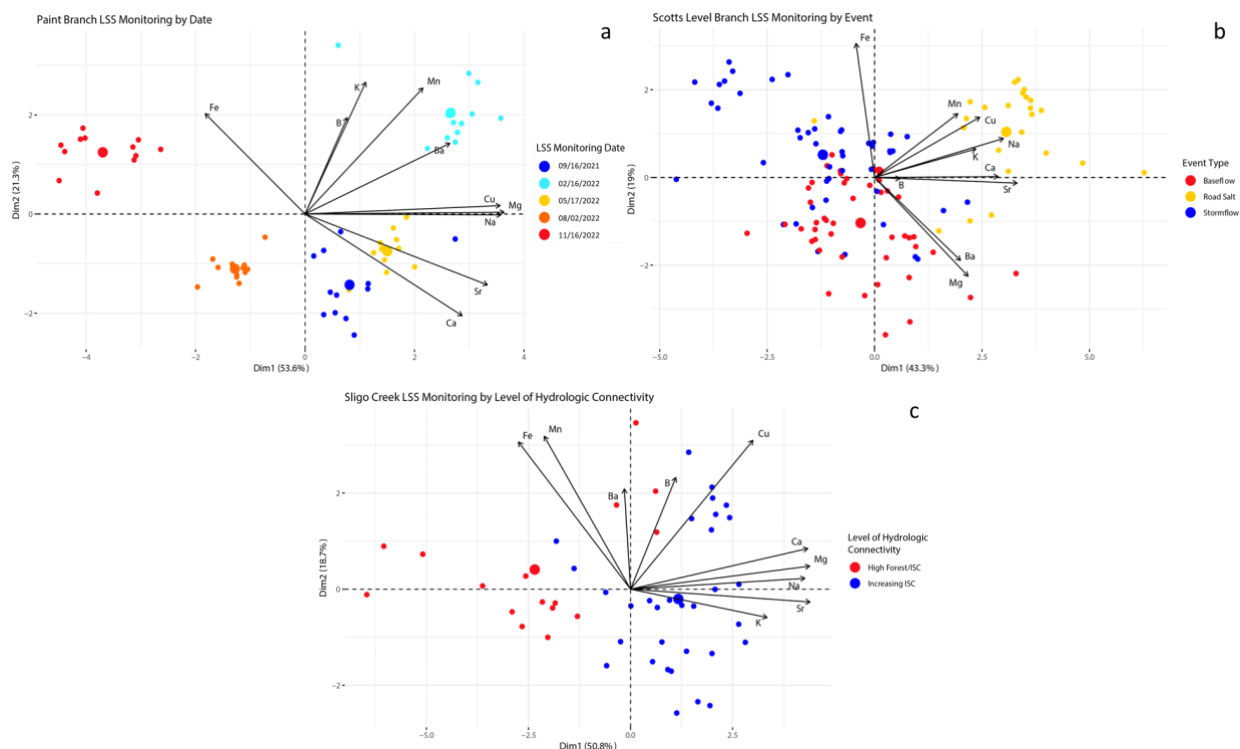 Paint Branch LSS Monitoring by Date
a
Dim2 (21.3%)
2
0
−2
−4
−2
0
2
4
Dim1 (53.6%)
Fe
K
B
Mn
Ba
Cu
Mg
Na
Sr
Ca
LSS Monitoring Date
09/16/2021
02/16/2022
05/17/2022
08/02/2022
11/16/2022
Scotts Level Branch LSS Monitoring by Event
b
Dim2 (19%)
2
0
−2
−5.0
−2.5
0.0
2.5
5.0
Dim1 (43.3%)
Fe
Mn
Cu
Na
K
Ca
B
Sr
Ba
Mg
Event Type
Baseflow
Road Salt
Stormflow
Sligo Creek LSS Monitoring by Level of Hydrologic Connectivity
c
Dim2 (18.7%)
2
0
−2
−5.0
−2.5
0.0
2.5
Dim1 (50.8%)
Fe
Mn
Cu
Ba
B
Ca
Mg
Na
Sr
K
Level of Hydrologic
Connectivity
High Forest/ISC
Increasing ISC